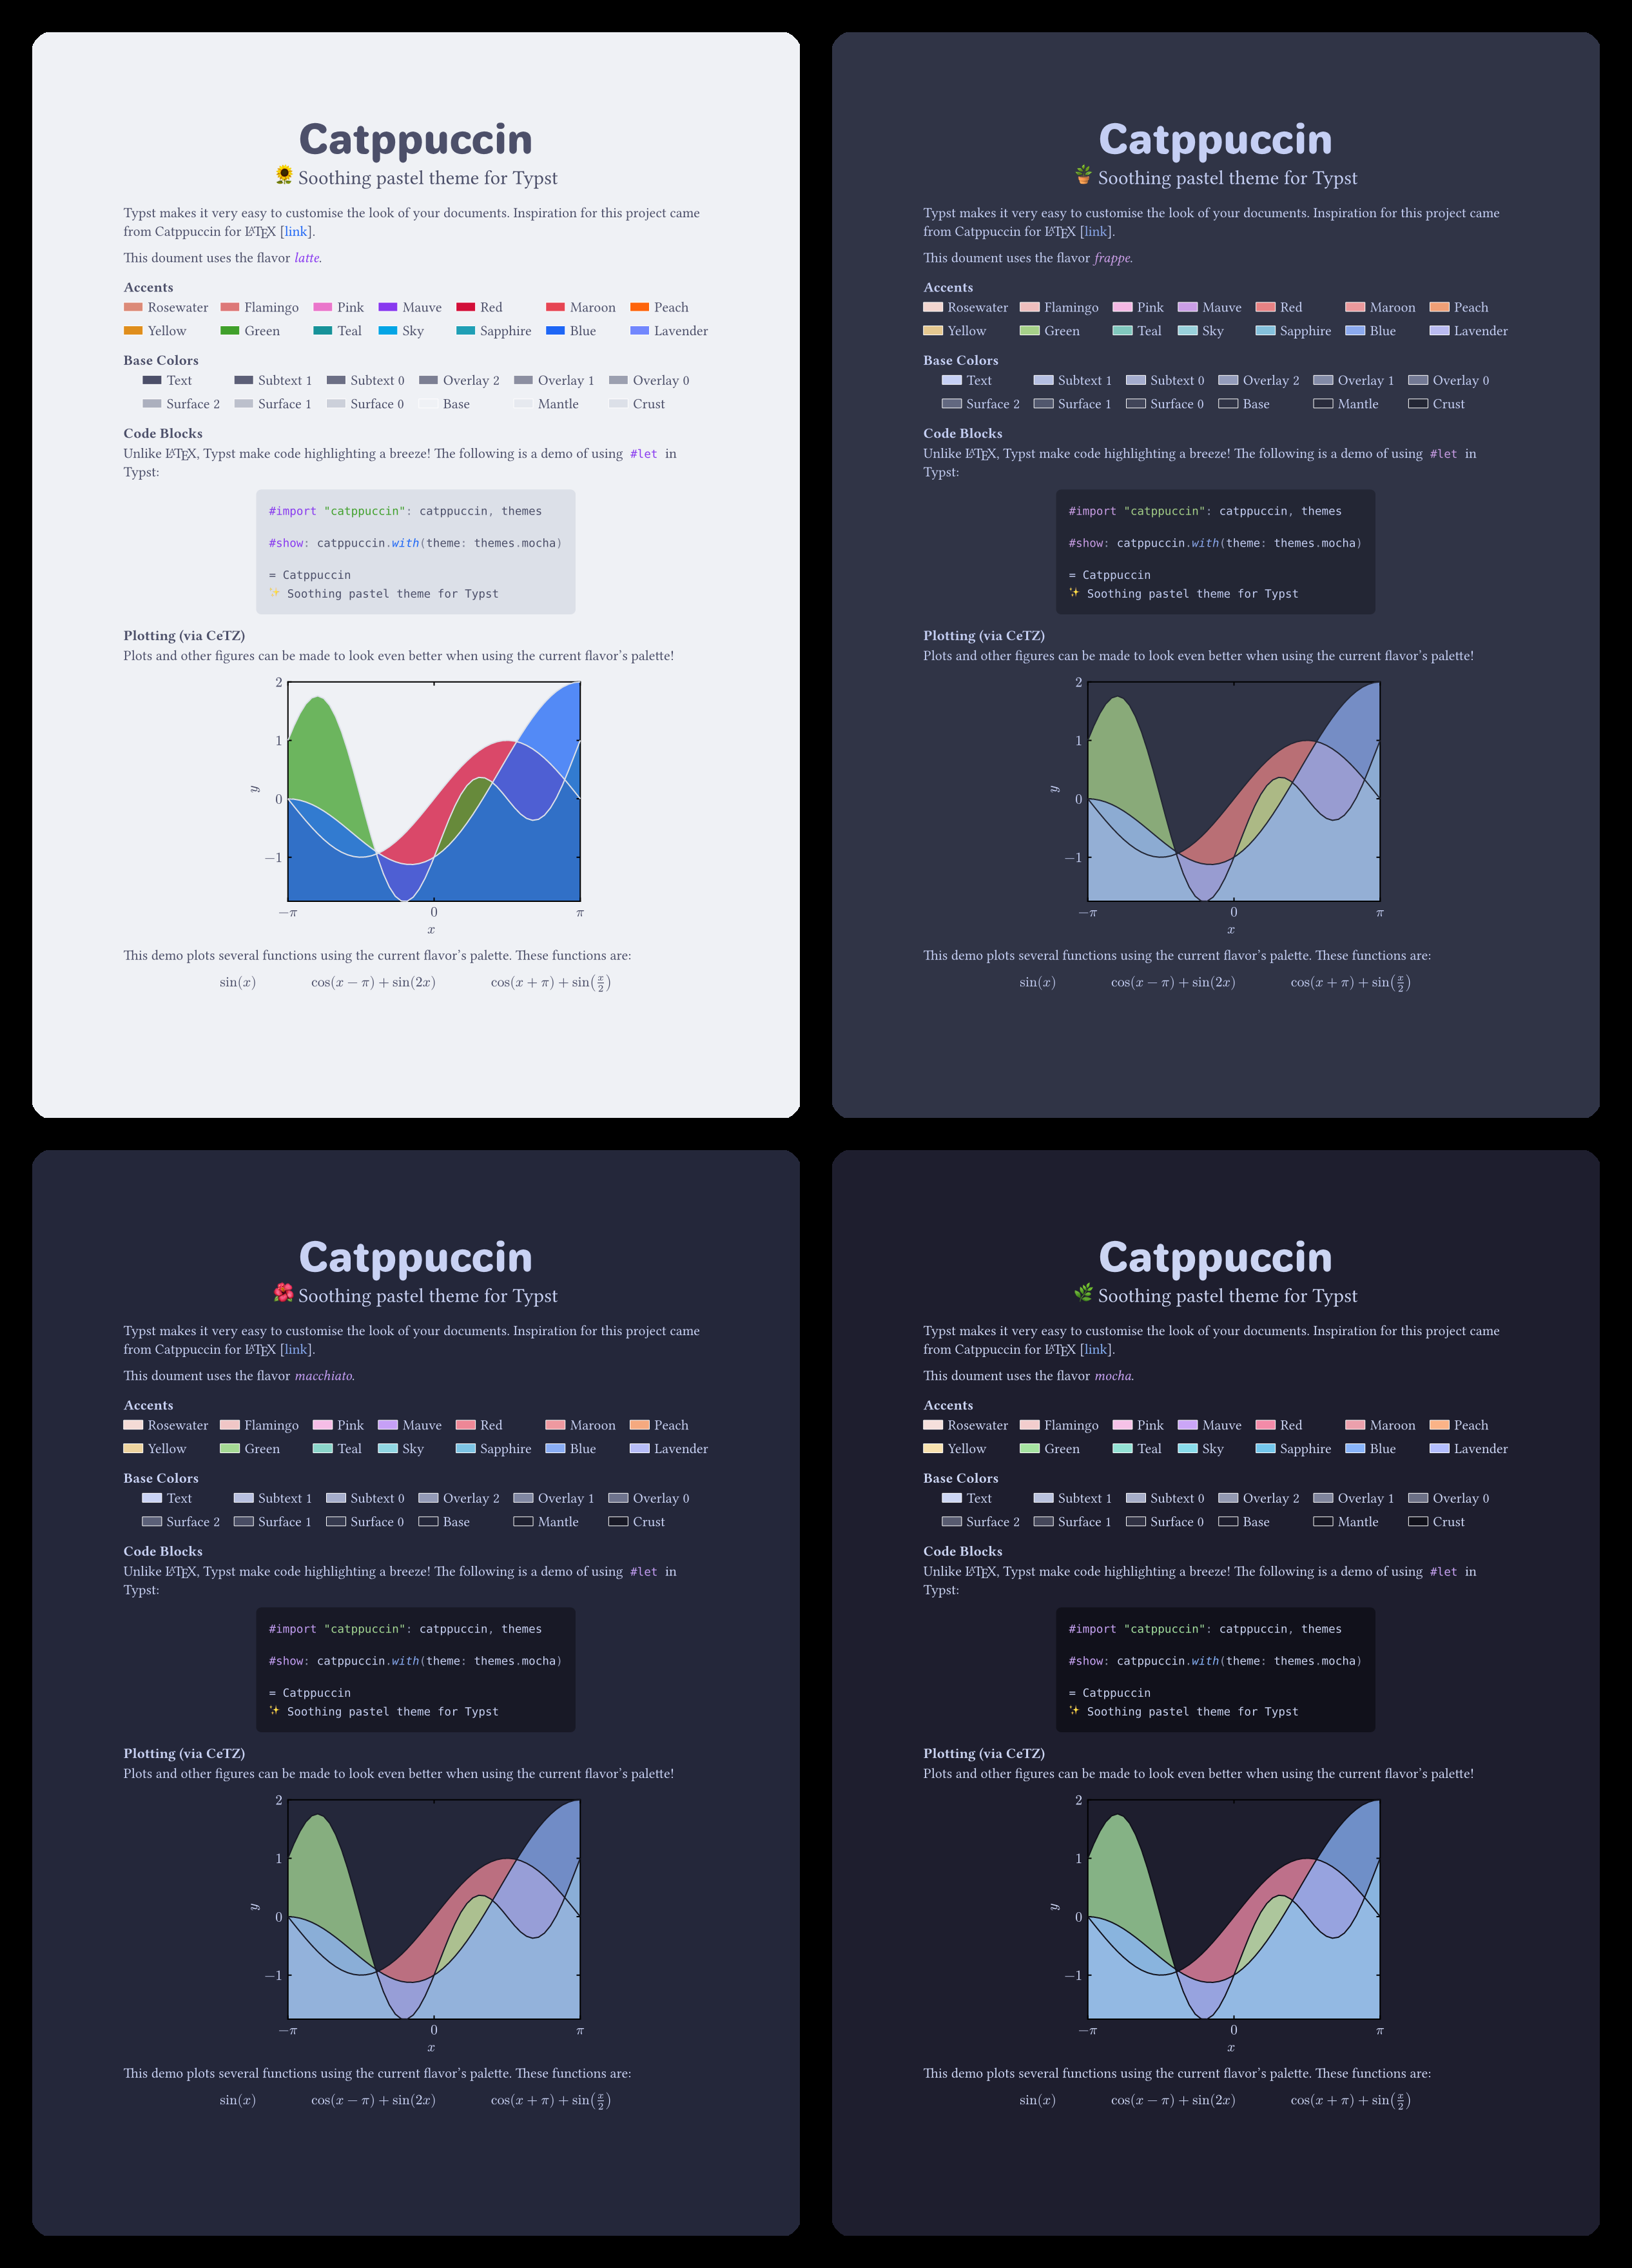 Catppuccin
🌻 Soothing pastel theme for Typst
Typst makes it very easy to customise the look of your documents. Inspiration for this project came
from Catppuccin for LATEX [link].
This doument uses the flavor latte.
Accents
Rosewater Flamingo Pink Mauve Red Maroon Peach
Yellow Green Teal Sky Sapphire Blue Lavender
Base Colors
Text Subtext 1 Subtext 0 Overlay 2 Overlay 1 Overlay 0
Surface 2 Surface 1 Surface 0 Base Mantle Crust
Code Blocks
Unlike LATEX, Typst make code highlighting a breeze! The following is a demo of using #let in
Typst:
#import "catppuccin": catppuccin, themes
#show: catppuccin.with(theme: themes.mocha)
= Catppuccin
✨ Soothing pastel theme for Typst
Plotting (via CeTZ)
Plots and other figures can be made to look even better when using the current flavor's palette!
2
1
y
0
−1
−π 0 π
x
This demo plots several functions using the current flavor's palette. These functions are:
sin(x) cos(x − π) + sin(2x) cos(x + π) + sin(x/2)
Catppuccin
🪴 Soothing pastel theme for Typst
Typst makes it very easy to customise the look of your documents. Inspiration for this project came
from Catppuccin for LATEX [link].
This doument uses the flavor frappe.
Accents
Rosewater Flamingo Pink Mauve Red Maroon Peach
Yellow Green Teal Sky Sapphire Blue Lavender
Base Colors
Text Subtext 1 Subtext 0 Overlay 2 Overlay 1 Overlay 0
Surface 2 Surface 1 Surface 0 Base Mantle Crust
Code Blocks
Unlike LATEX, Typst make code highlighting a breeze! The following is a demo of using #let in
Typst:
#import "catppuccin": catppuccin, themes
#show: catppuccin.with(theme: themes.mocha)
= Catppuccin
✨ Soothing pastel theme for Typst
Plotting (via CeTZ)
Plots and other figures can be made to look even better when using the current flavor's palette!
2
1
y
0
−1
−π 0 π
x
This demo plots several functions using the current flavor's palette. These functions are:
sin(x) cos(x − π) + sin(2x) cos(x + π) + sin(x/2)
Catppuccin
🌺 Soothing pastel theme for Typst
Typst makes it very easy to customise the look of your documents. Inspiration for this project came
from Catppuccin for LATEX [link].
This doument uses the flavor macchiato.
Accents
Rosewater Flamingo Pink Mauve Red Maroon Peach
Yellow Green Teal Sky Sapphire Blue Lavender
Base Colors
Text Subtext 1 Subtext 0 Overlay 2 Overlay 1 Overlay 0
Surface 2 Surface 1 Surface 0 Base Mantle Crust
Code Blocks
Unlike LATEX, Typst make code highlighting a breeze! The following is a demo of using #let in
Typst:
#import "catppuccin": catppuccin, themes
#show: catppuccin.with(theme: themes.mocha)
= Catppuccin
✨ Soothing pastel theme for Typst
Plotting (via CeTZ)
Plots and other figures can be made to look even better when using the current flavor's palette!
2
1
y
0
−1
−π 0 π
x
This demo plots several functions using the current flavor's palette. These functions are:
sin(x) cos(x − π) + sin(2x) cos(x + π) + sin(x/2)
Catppuccin
🌿 Soothing pastel theme for Typst
Typst makes it very easy to customise the look of your documents. Inspiration for this project came
from Catppuccin for LATEX [link].
This doument uses the flavor mocha.
Accents
Rosewater Flamingo Pink Mauve Red Maroon Peach
Yellow Green Teal Sky Sapphire Blue Lavender
Base Colors
Text Subtext 1 Subtext 0 Overlay 2 Overlay 1 Overlay 0
Surface 2 Surface 1 Surface 0 Base Mantle Crust
Code Blocks
Unlike LATEX, Typst make code highlighting a breeze! The following is a demo of using #let in
Typst:
#import "catppuccin": catppuccin, themes
#show: catppuccin.with(theme: themes.mocha)
= Catppuccin
✨ Soothing pastel theme for Typst
Plotting (via CeTZ)
Plots and other figures can be made to look even better when using the current flavor's palette!
2
1
y
0
−1
−π 0 π
x
This demo plots several functions using the current flavor's palette. These functions are:
sin(x) cos(x − π) + sin(2x) cos(x + π) + sin(x/2)